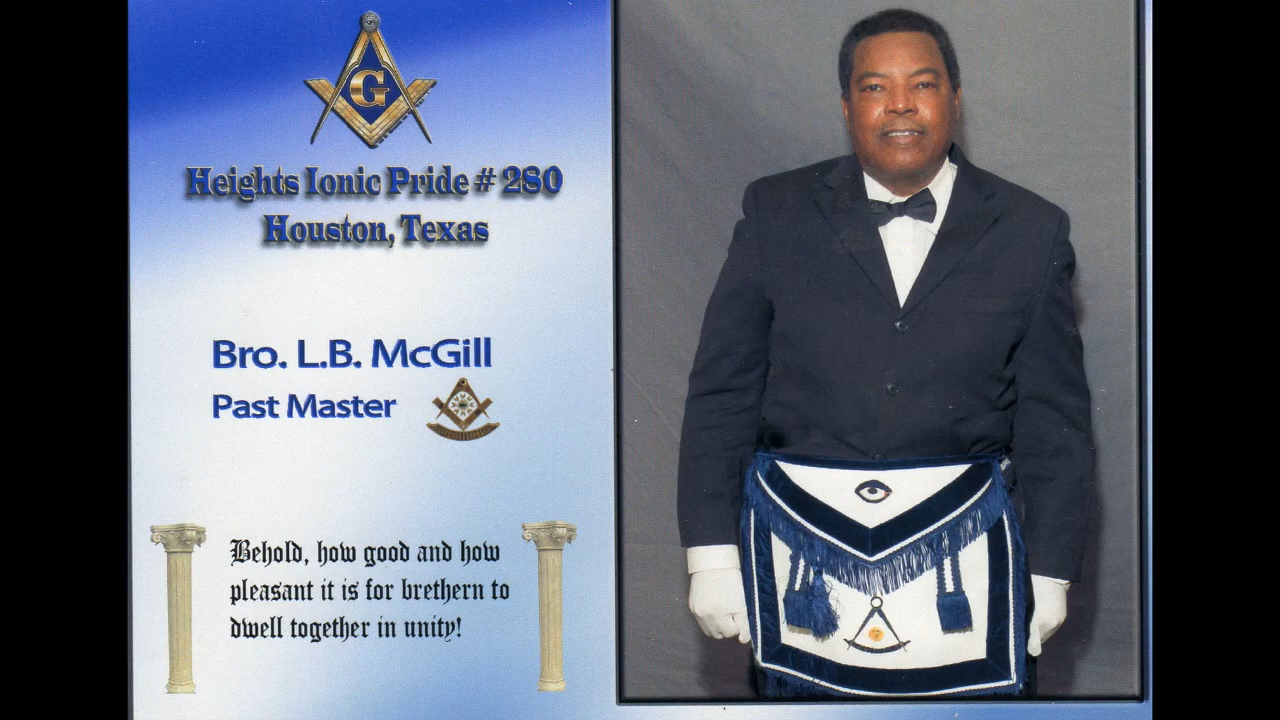 G
Heights Ionic Pride # 280
Houston, Texas
Bro. L.B. McGill
Past Master
Behold, how good and how
pleasant it is for brethern to
dwell together in unity!